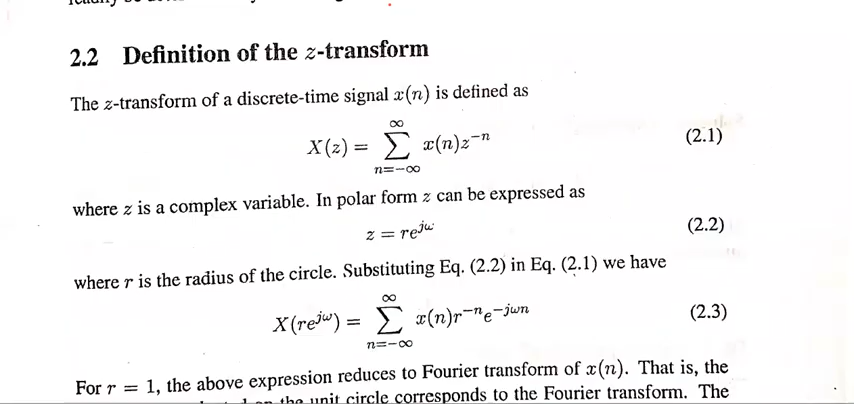 2.2 Definition of the z-transform
The z-transform of a discrete-time signal x(n) is defined as
X(z) = ∑_{n=-∞}^{∞} x(n)z^{-n} (2.1)
where z is a complex variable. In polar form z can be expressed as
z = re^{jω} (2.2)
where r is the radius of the circle. Substituting Eq. (2.2) in Eq. (2.1) we have
X(re^{jω}) = ∑_{n=-∞}^{∞} x(n)r^{-n}e^{-jωn} (2.3)
For r = 1, the above expression reduces to Fourier transform of x(n). That is, the
on the unit circle corresponds to the Fourier transform. The